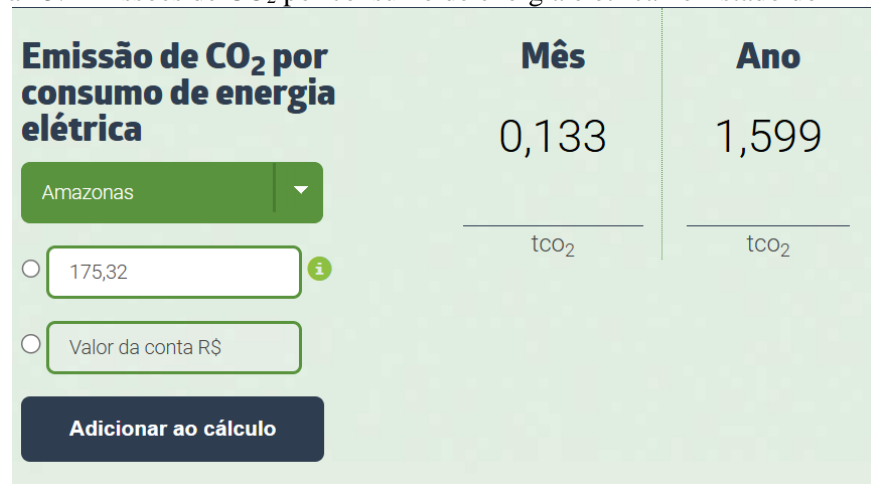 Emissão de CO₂ por
consumo de energia
elétrica
Mês
Ano
0,133
1,599
tco₂
tco₂
Amazonas
175,32
i
Valor da conta R$
Adicionar ao cálculo